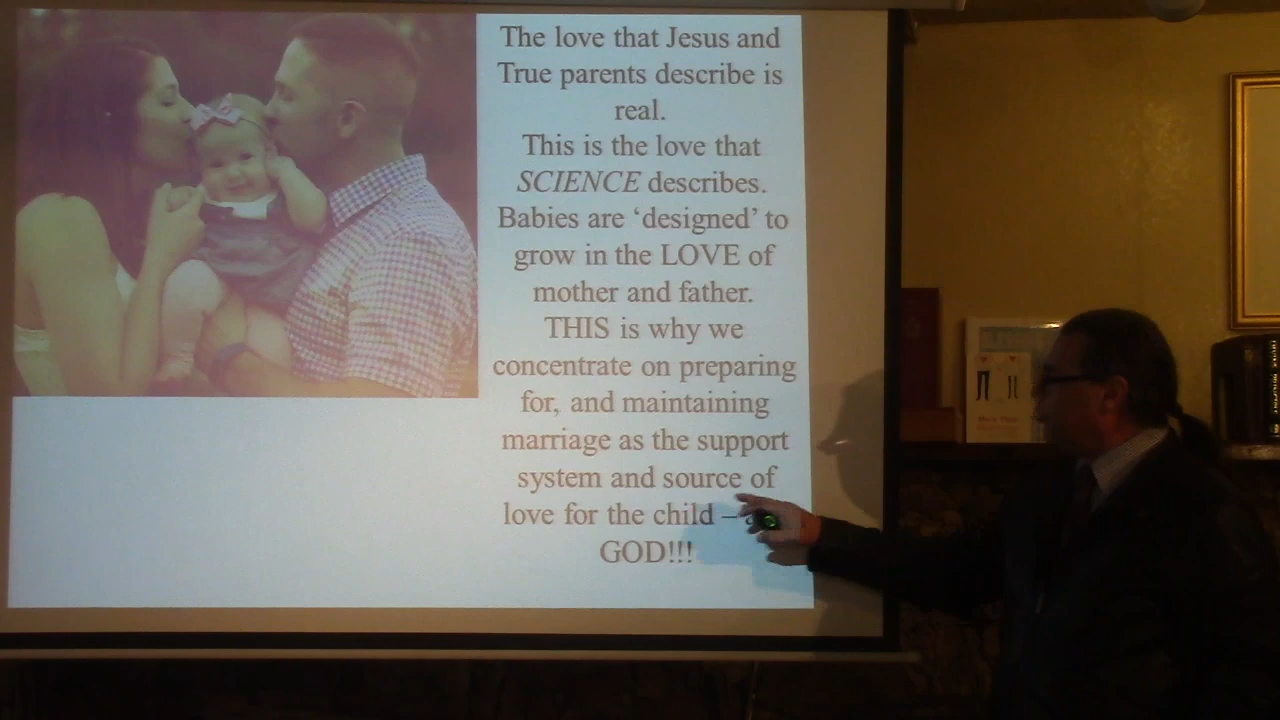 The love that Jesus and
True parents describe is
real.
This is the love that
SCIENCE describes.
Babies are ‘designed’ to
grow in the LOVE of
mother and father.
THIS is why we
concentrate on preparing
for, and maintaining
marriage as the support
system and source of
love for the child –
GOD!!!